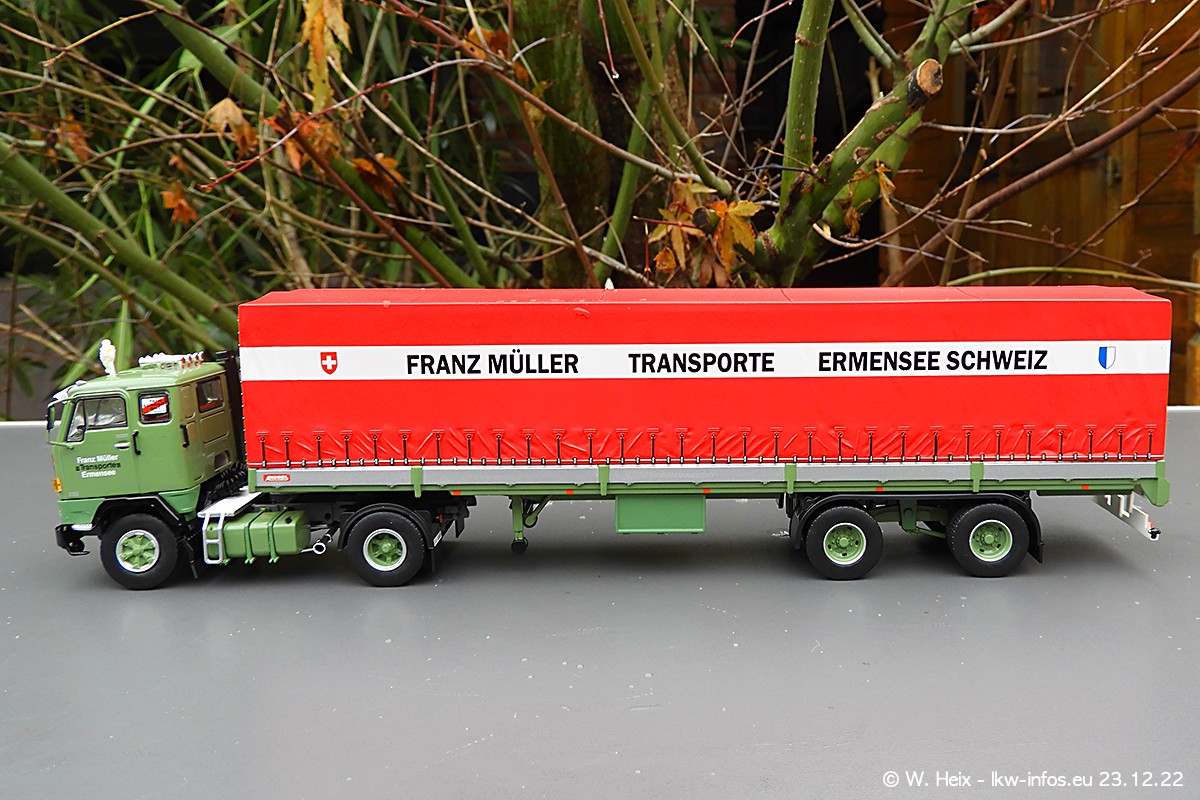 FRANZ MÜLLER TRANSPORTE ERMENSEE SCHWEIZ
Franz Müller
Transporte
Ermensee
© W. Heix - lkw-infos.eu 23.12.22